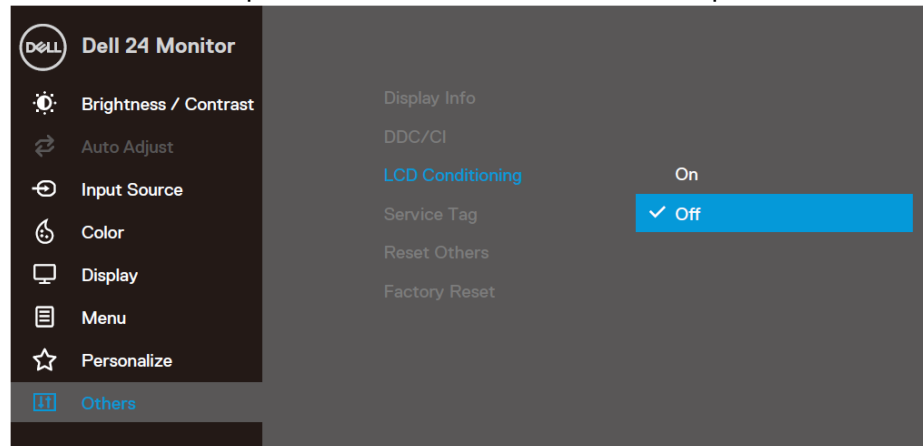 DELL
Dell 24 Monitor
Brightness / Contrast
Auto Adjust
Input Source
Color
Display
Menu
Personalize
Others
Display Info
DDC/CI
LCD Conditioning
Service Tag
Reset Others
Factory Reset
On
Off